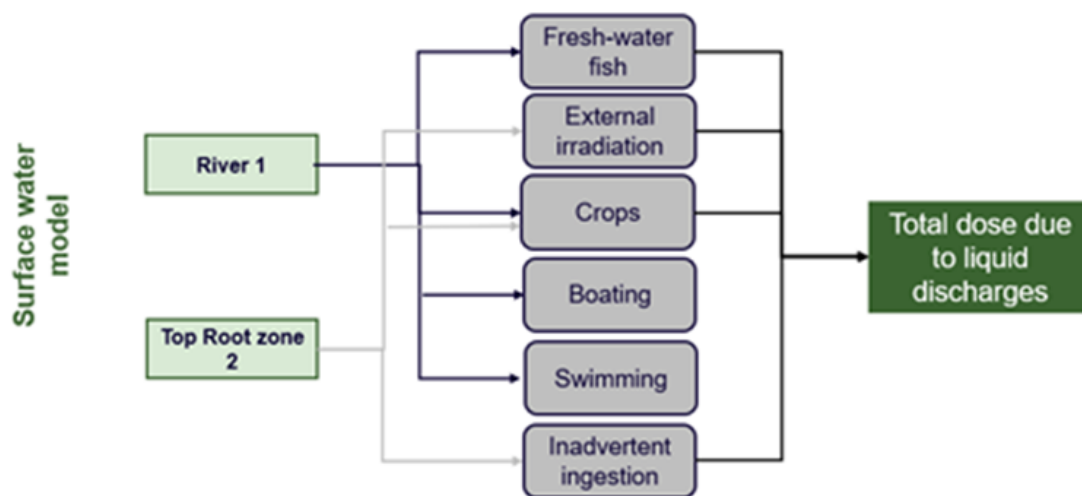 Surface water
model
River 1
Top Root zone
2
Fresh-water
fish
External
irradiation
Crops
Boating
Swimming
Inadvertent
ingestion
Total dose due
to liquid
discharges